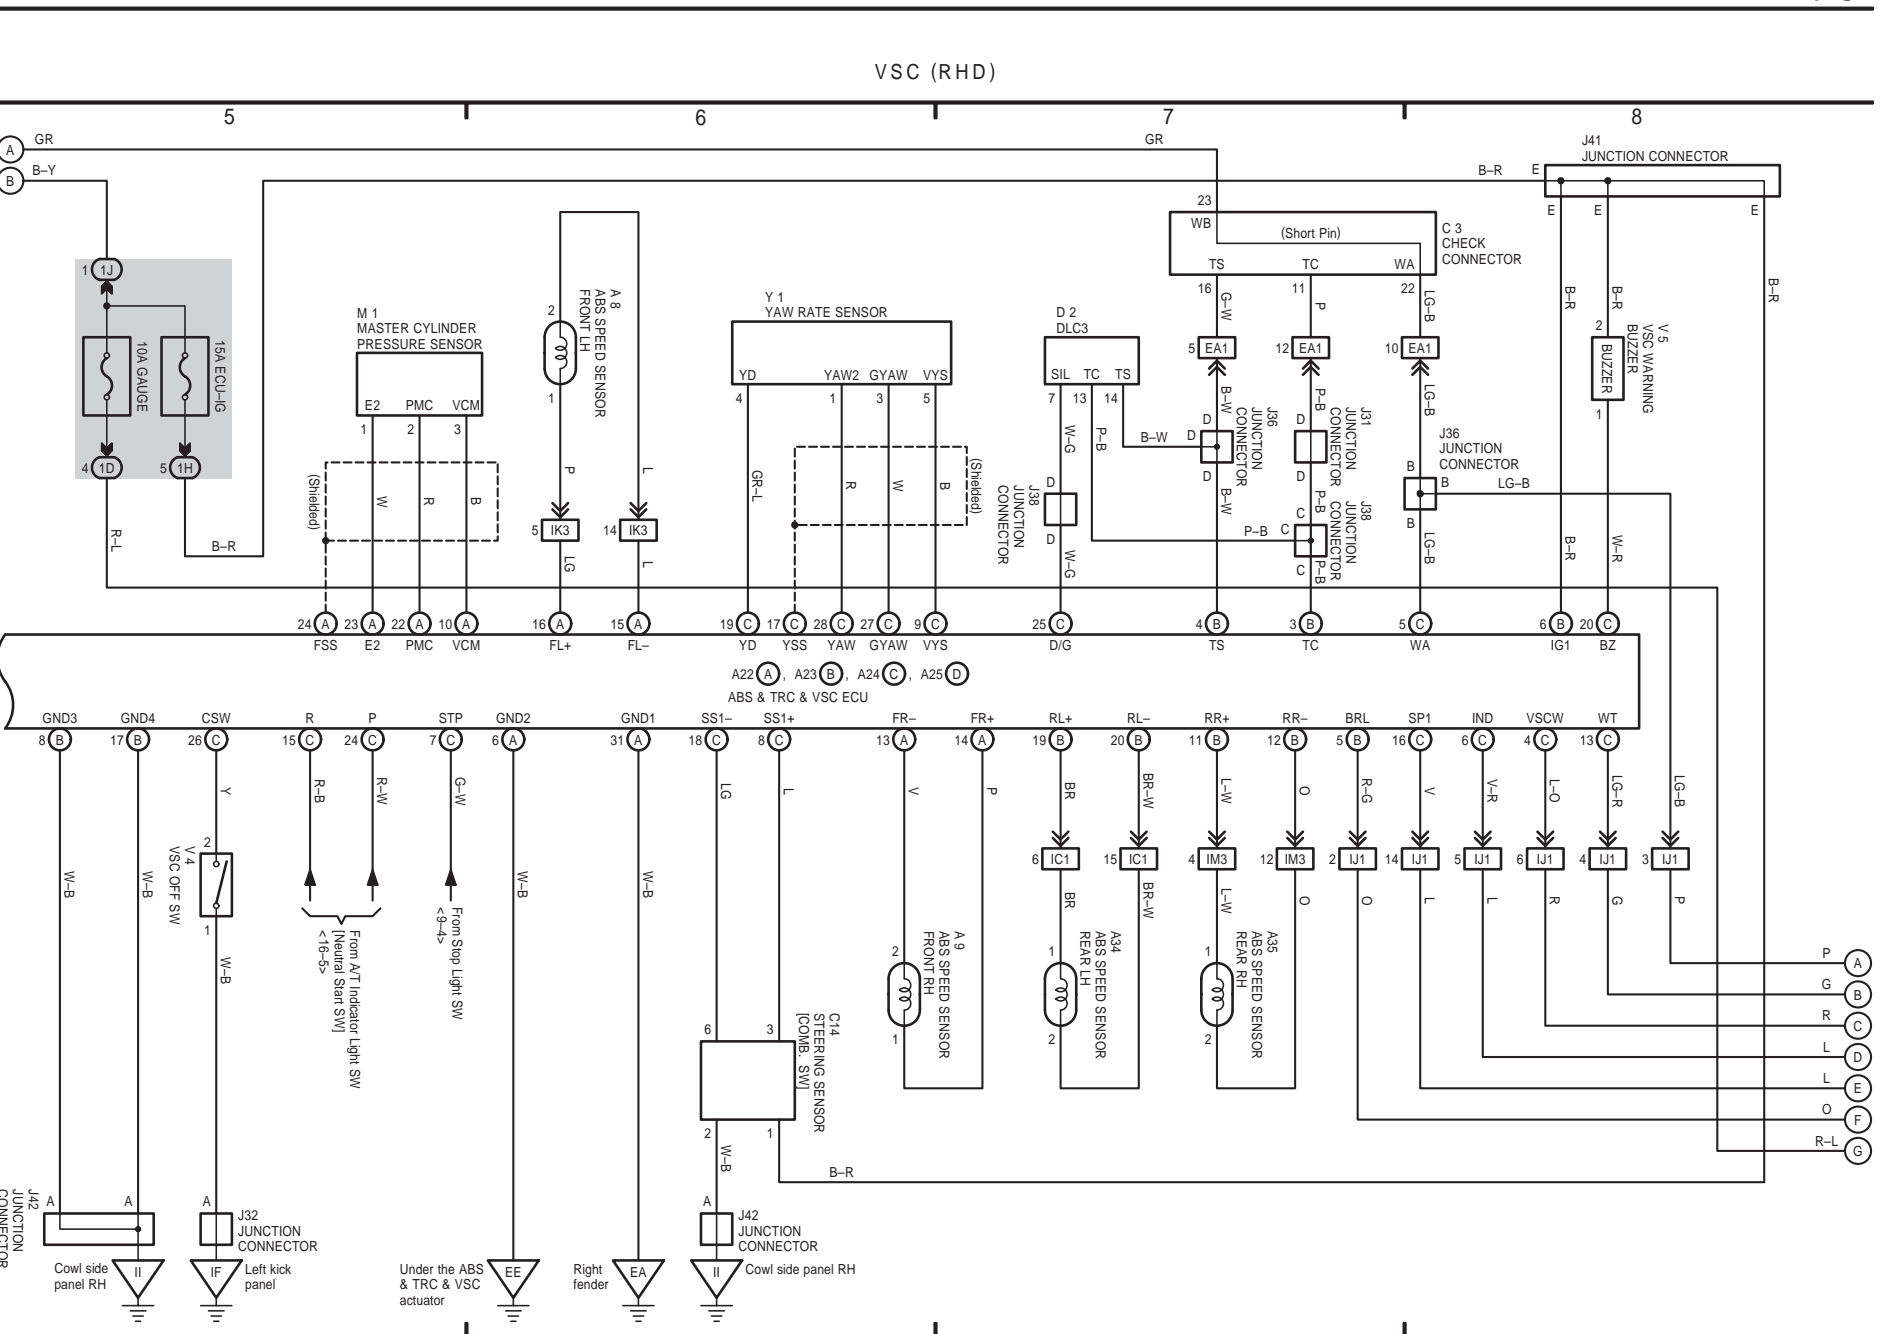 VSC (RHD)
5 6 7 8
A GR GR
B B–Y B–R E
J41
JUNCTION CONNECTOR
E E E
23
WB (Short Pin)
TS TC WA
C 3
CHECK
CONNECTOR
16 11 22
G–W P LG–B B–R B–R B–R
1 1J
10A GAUGE
15A ECU–IG
4 1D 5 1H
R–L B–R
M 1
MASTER CYLINDER
PRESSURE SENSOR
E2 PMC VCM
1 2 3
(Shielded)
W R B
2
A 8
ABS SPEED SENSOR
FRONT LH
1
P L
5 IK3 14 IK3
LG L
Y 1
YAW RATE SENSOR
YD YAW2 GYAW VYS
4 1 3 5
GR–L R W B
(Shielded)
D 2
DLC3
SIL TC TS
7 13 14
W–G P–B B–W
D
J38
JUNCTION
CONNECTOR
D
W–G
5 EA1 12 EA1 10 EA1
B–W P–B LG–B
D D D
J36
JUNCTION
CONNECTOR
D
B–W
J31
JUNCTION
CONNECTOR
D
P–B
C
P–B C
J38
JUNCTION
CONNECTOR
C
P–B
J36
JUNCTION
CONNECTOR
B B LG–B
B
LG–B
2
BUZZER
V 5
VSC WARNING
BUZZER
1
B–R W–R
24 A 23 A 22 A 10 A 16 A 15 A 19 C 17 C 28 C 27 C 9 C 25 C 4 B 3 B 5 C 6 B 20 C
FSS E2 PMC VCM FL+ FL– YD YSS YAW GYAW VYS D/G TS TC WA IG1 BZ
A22 A , A23 B , A24 C , A25 D
ABS & TRC & VSC ECU
GND3 GND4 CSW R P STP GND2 GND1 SS1– SS1+ FR– FR+ RL+ RL– RR+ RR– BRL SP1 IND VSCW WT
8 B 17 B 26 C 15 C 24 C 7 C 6 A 31 A 18 C 8 C 13 A 14 A 19 B 20 B 11 B 12 B 5 B 16 C 6 C 4 C 13 C
Y R–B R–W G–W LG L V P BR BR–W L–W O R–G V V–R L–O LG–R LG–B
6 IC1 15 IC1 4 IM3 12 IM3 2 IJ1 14 IJ1 5 IJ1 6 IJ1 4 IJ1 3 IJ1
W–B W–B W–B W–B BR BR–W L–W O O L L R G P
2
V 4
VSC OFF SW
1
W–B
From A/T Indicator Light SW
[Neutral Start SW]
<16–5>
From Stop Light SW
<9–4>
2
A 9
ABS SPEED SENSOR
FRONT RH
1
1
A34
ABS SPEED SENSOR
REAR LH
2
1
A35
ABS SPEED SENSOR
REAR RH
2
P A
G B
R C
L D
L E
O F
R–L G
6 3
C14
STEERING SENSOR
[COMB. SW]
2 1
W–B B–R
J42
JUNCTION
CONNECTOR
A A
A
J32
JUNCTION
CONNECTOR
A
J42
JUNCTION
CONNECTOR
Cowl side
panel RH
II
IF
Left kick
panel
Under the ABS
& TRC & VSC
actuator
EE
Right
fender
EA
II
Cowl side panel RH